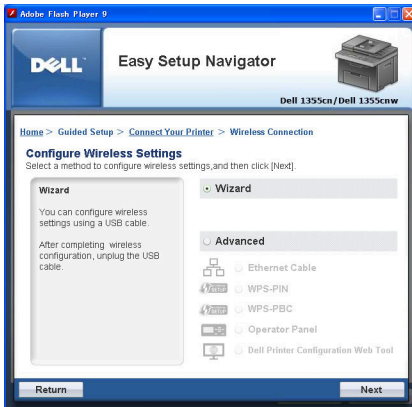 Adobe Flash Player 9
DELL
Easy Setup Navigator
Dell 1355cn/Dell 1355cnw
Home > Guided Setup > Connect Your Printer > Wireless Connection
Configure Wireless Settings
Select a method to configure wireless settings,and then click [Next].
Wizard
You can configure wireless
settings using a USB cable.
After completing wireless
configuration, unplug the USB
cable.
Wizard
Advanced
Ethernet Cable
WPS-PIN
WPS-PBC
Operator Panel
Dell Printer Configuration Web Tool
Return
Next